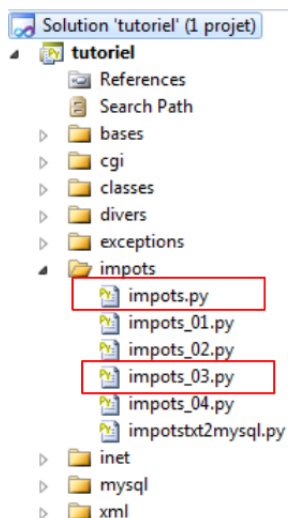 Solution 'tutoriel' (1 projet)
tutoriel
References
Search Path
bases
cgi
classes
divers
exceptions
impots
impots.py
impots_01.py
impots_02.py
impots_03.py
impots_04.py
impotstxt2mysql.py
inet
mysql
xml